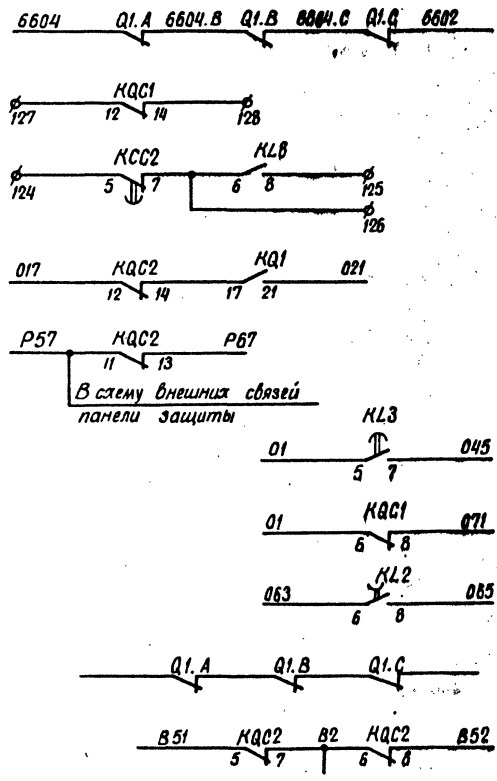 6604 Q1.A 6604.B Q1.B 6604.C Q1.C 6602
KQC1
127 12 14 128
KCC2 KL8
124 5 7 6 8 125
126
017 KQC2 KQ1 021
12 14 17 21
P57 KQC2 P67
11 13
В схему внешних связей
панели защиты
KL3
01 045
5 7
KQC1
01 071
6 8
KL2
063 065
6 8
Q1.A Q1.B Q1.C
B51 KQC2 B2 KQC2 B52
5 7 6 8